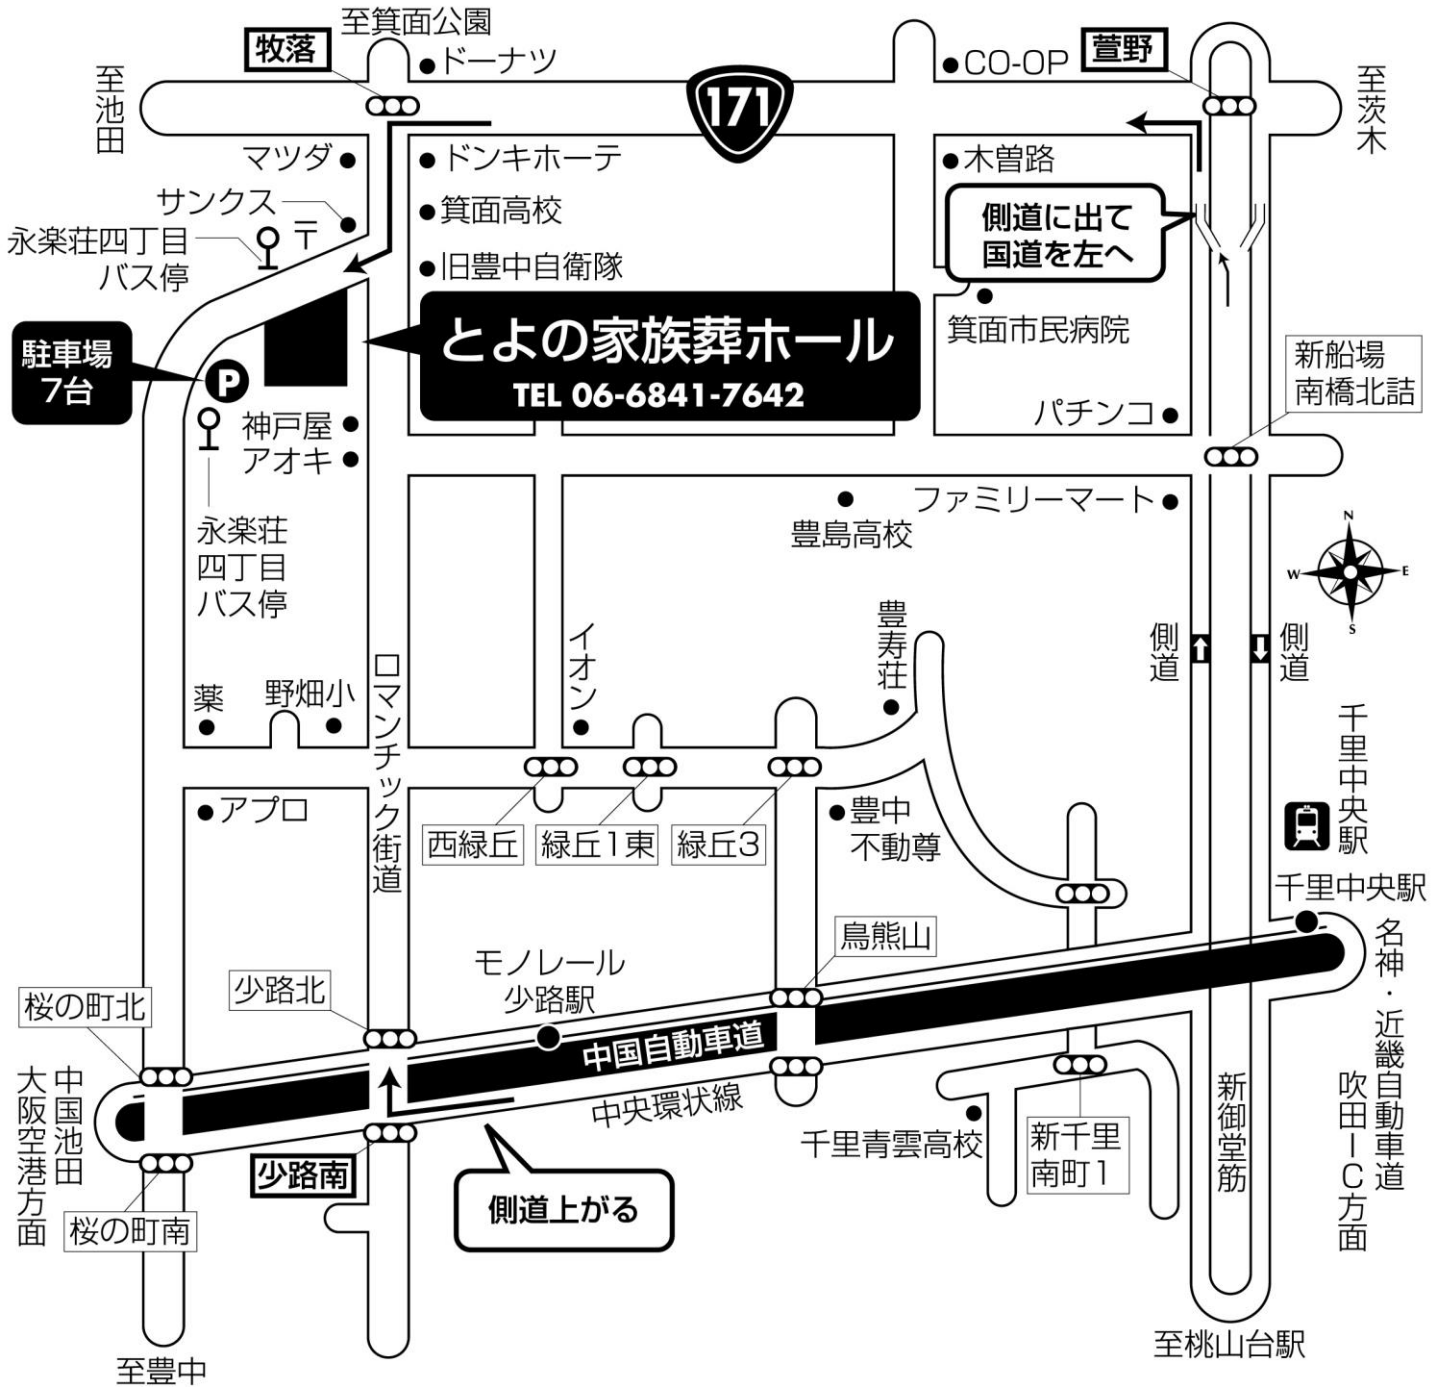 至箕面公園
牧落
ドーナツ
CO-OP
萱野
至池田
171
至茨木
マツダ
ドンキホーテ
木曽路
サンクス
〒
箕面高校
側道に出て
国道を左へ
永楽荘四丁目
バス停
旧豊中自衛隊
とよの家族葬ホール
TEL 06-6841-7642
箕面市民病院
駐車場
7台
P
新船場
南橋北詰
神戸屋
アオキ
パチンコ
ファミリーマート
豊島高校
永楽荘
四丁目
バス停
N
W
E
S
イオン
豊寿荘
側道
側道
薬
野畑小
ロマンチック街道
千里中央駅
アプロ
西緑丘
緑丘1東
緑丘3
豊中
不動尊
千里中央駅
鳥熊山
モノレール
少路駅
少路北
桜の町北
名神・近畿自動車道
吹田IC方面
中国自動車道
中央環状線
中国池田
大阪空港方面
千里青雲高校
新千里
南町1
新御堂筋
少路南
側道上がる
桜の町南
至桃山台駅
至豊中